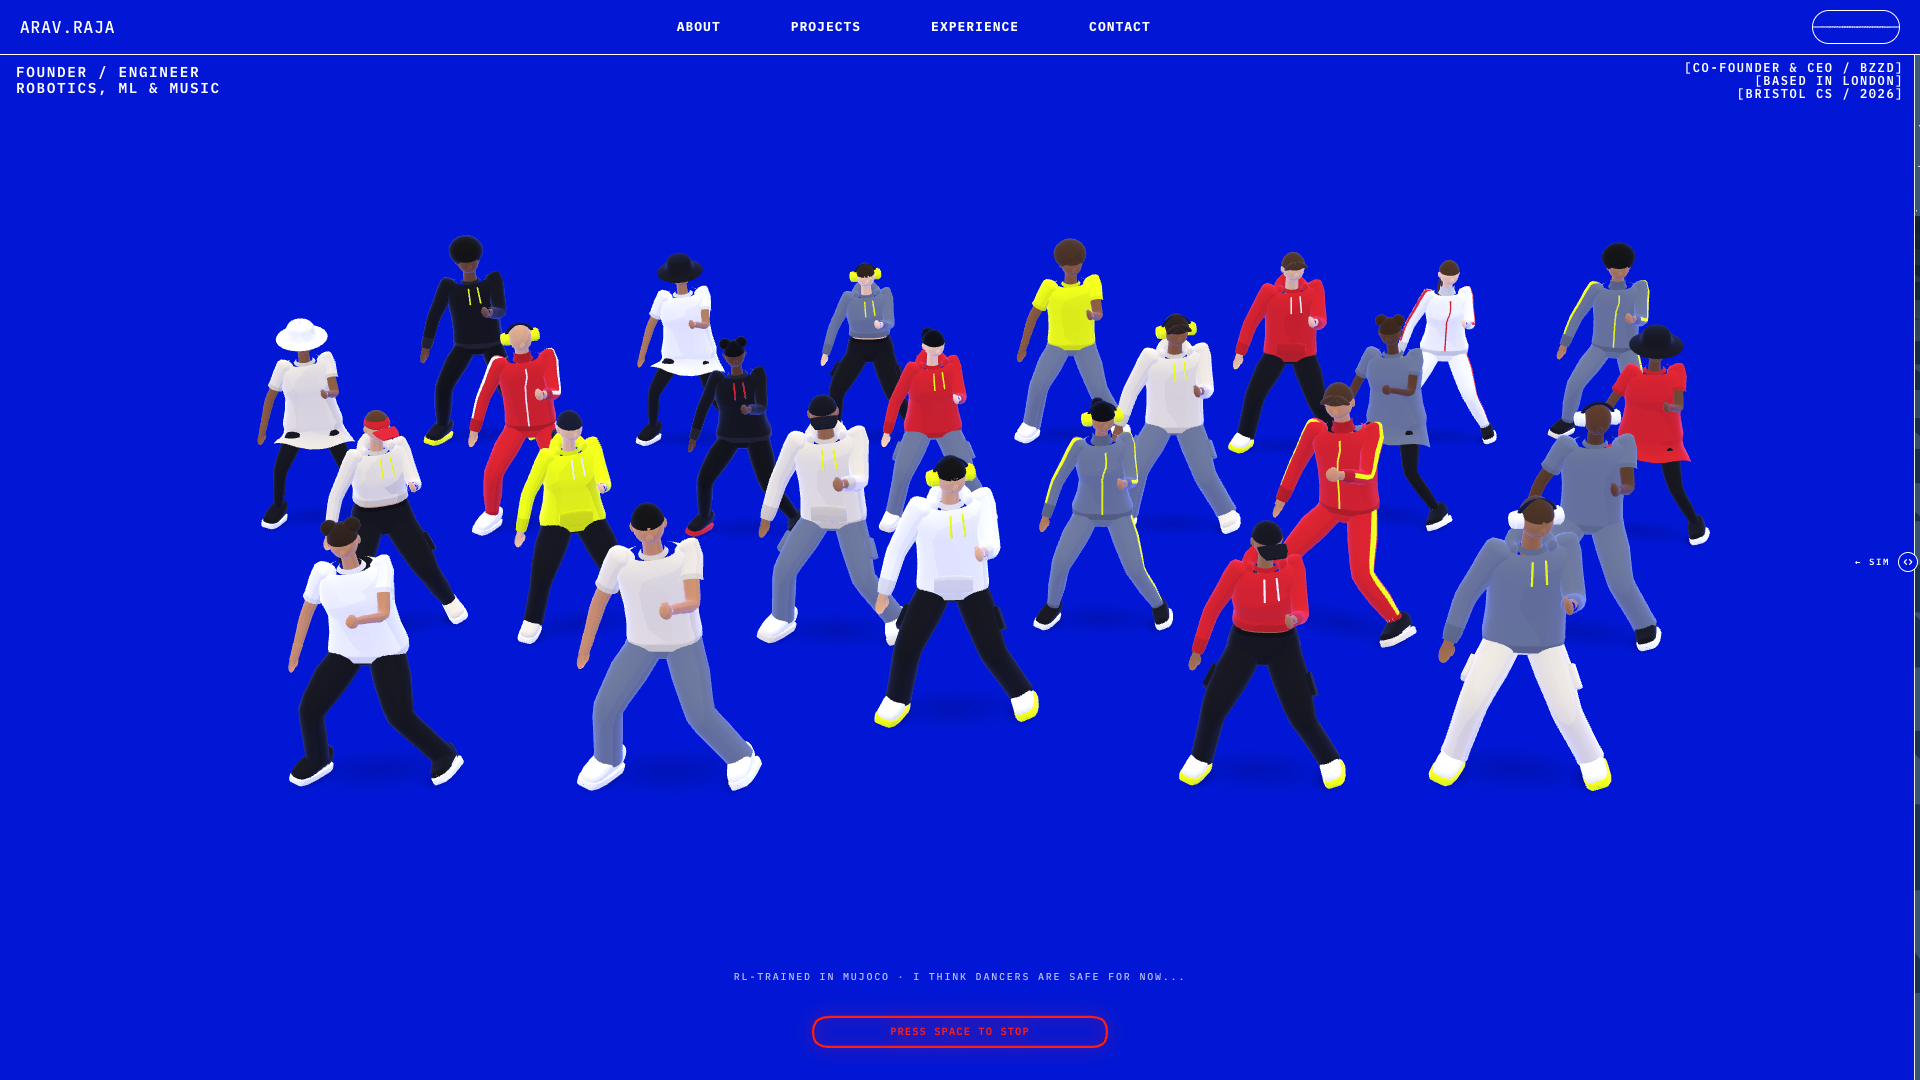 ARAV.RAJA
ABOUT
PROJECTS
EXPERIENCE
CONTACT
FOUNDER / ENGINEER
ROBOTICS, ML & MUSIC
[CO-FOUNDER & CEO / BZZD]
[BASED IN LONDON]
[BRISTOL CS / 2026]
← SIM
RL-TRAINED IN MUJOCO · I THINK DANCERS ARE SAFE FOR NOW...
PRESS SPACE TO STOP